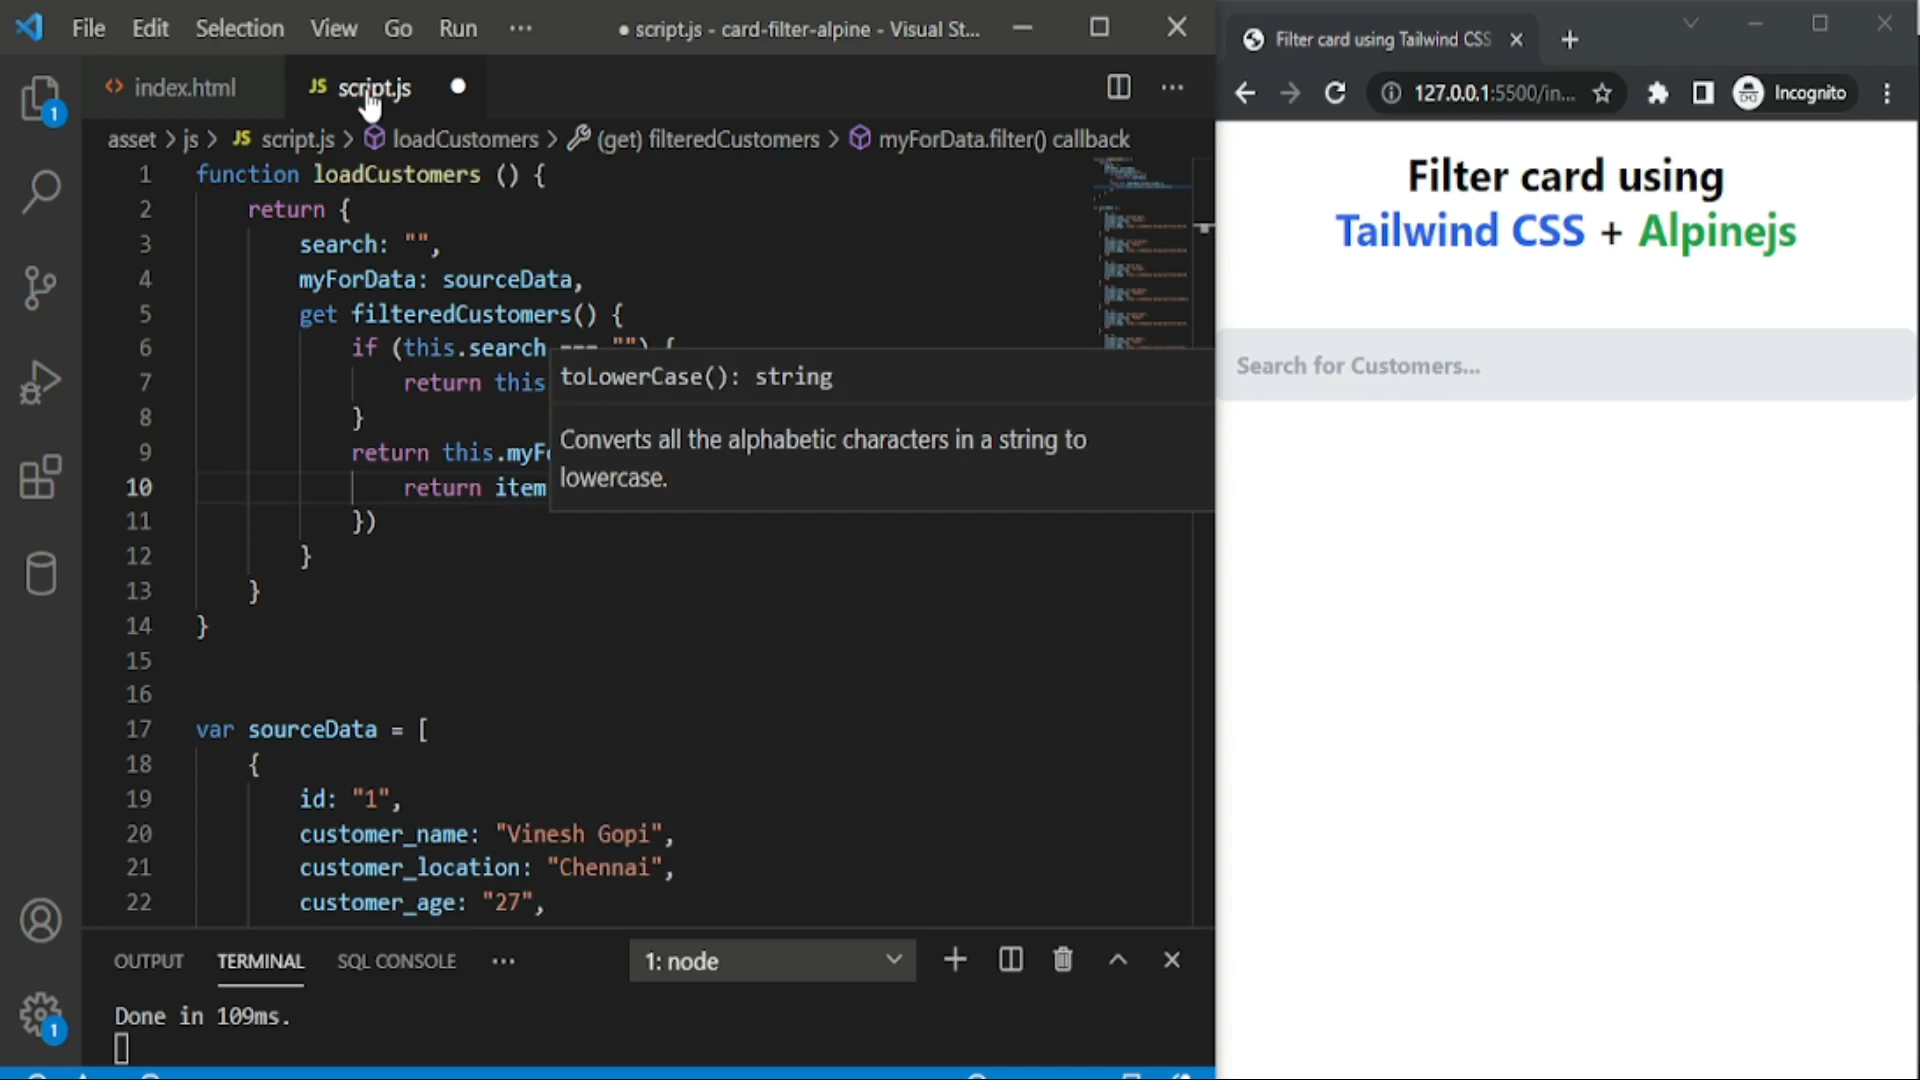 File Edit Selection View Go Run ··· ● script.js - card-filter-alpine - Visual St...
index.html JS script.js
asset > js > JS script.js > loadCustomers > (get) filteredCustomers > myForData.filter() callback
1 function loadCustomers () {
2 return {
3 search: "",
4 myForData: sourceData,
5 get filteredCustomers() {
6 if (this.search === "") {
7 return this
8 }
9 return this.myFo
10 return item
11 })
12 }
13 }
14 }
15
16
17 var sourceData = [
18 {
19 id: "1",
20 customer_name: "Vinesh Gopi",
21 customer_location: "Chennai",
22 customer_age: "27",
toLowerCase(): string
Converts all the alphabetic characters in a string to
lowercase.
OUTPUT TERMINAL SQL CONSOLE ··· 1: node
Done in 109ms.
1
1
Filter card using Tailwind CSS
127.0.0.1:5500/in... Incognito
Filter card using
Tailwind CSS + Alpinejs
Search for Customers...